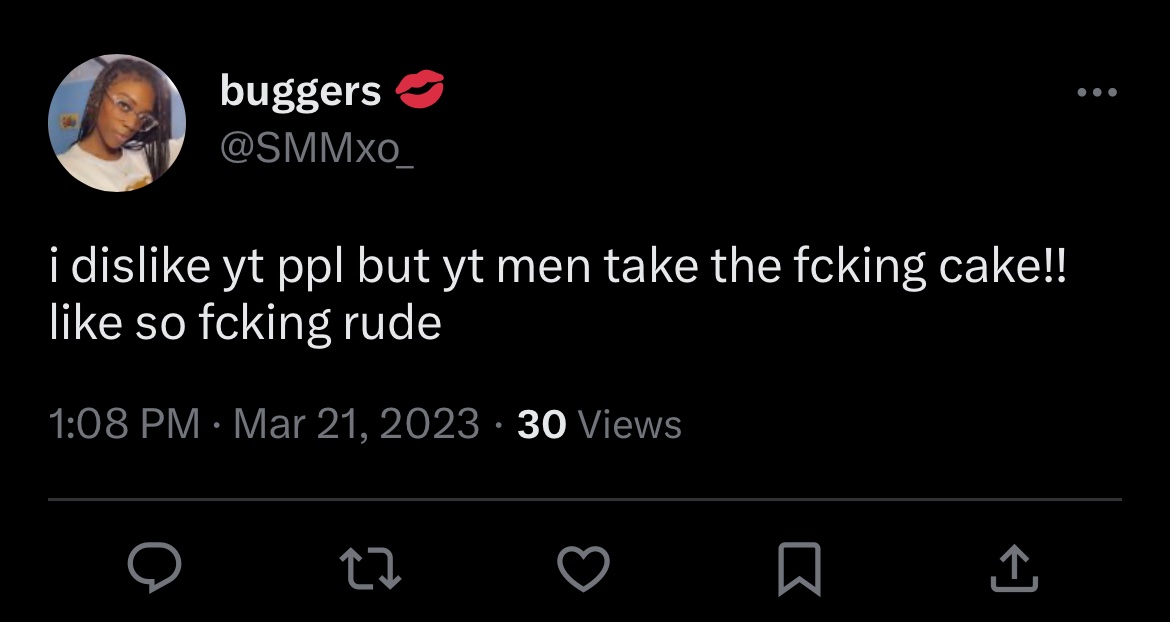 buggers 💋
@SMMxo_
i dislike yt ppl but yt men take the fcking cake!!
like so fcking rude
1:08 PM · Mar 21, 2023 · 30 Views